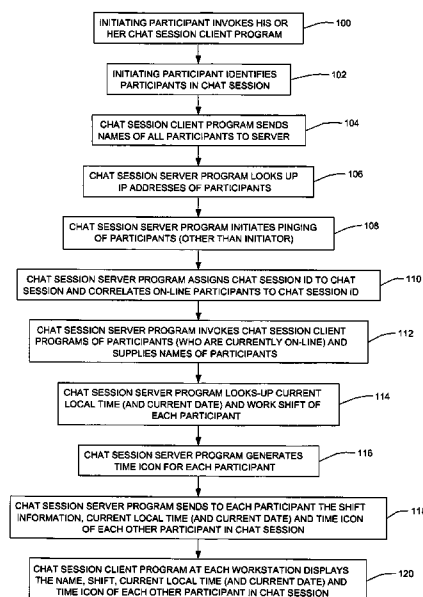 INITIATING PARTICIPANT INVOKES HIS OR
HER CHAT SESSION CLIENT PROGRAM
100
INITIATING PARTICIPANT IDENTIFIES
PARTICIPANTS IN CHAT SESSION
102
CHAT SESSION CLIENT PROGRAM SENDS
NAMES OF ALL PARTICIPANTS TO SERVER
104
CHAT SESSION SERVER PROGRAM LOOKS UP
IP ADDRESSES OF PARTICIPANTS
106
CHAT SESSION SERVER PROGRAM INITIATES PINGING
OF PARTICIPANTS (OTHER THAN INITIATOR)
108
CHAT SESSION SERVER PROGRAM ASSIGNS CHAT SESSION ID TO CHAT
SESSION AND CORRELATES ON-LINE PARTICIPANTS TO CHAT SESSION ID
110
CHAT SESSION SERVER PROGRAM INVOKES CHAT SESSION CLIENT
PROGRAMS OF PARTICIPANTS (WHO ARE CURRENTLY ON-LINE) AND
SUPPLIES NAMES OF PARTICIPANTS
112
CHAT SESSION SERVER PROGRAM LOOKS-UP CURRENT
LOCAL TIME (AND CURRENT DATE) AND WORK SHIFT OF
EACH PARTICIPANT
114
CHAT SESSION SERVER PROGRAM GENERATES
TIME ICON FOR EACH PARTICIPANT
116
CHAT SESSION SERVER PROGRAM SENDS TO EACH PARTICIPANT THE SHIFT
INFORMATION, CURRENT LOCAL TIME (AND CURRENT DATE) AND TIME ICON
OF EACH OTHER PARTICIPANT IN CHAT SESSION
118
CHAT SESSION CLIENT PROGRAM AT EACH WORKSTATION DISPLAYS
THE NAME, SHIFT, CURRENT LOCAL TIME (AND CURRENT DATE) AND
TIME ICON OF EACH OTHER PARTICIPANT IN CHAT SESSION
120